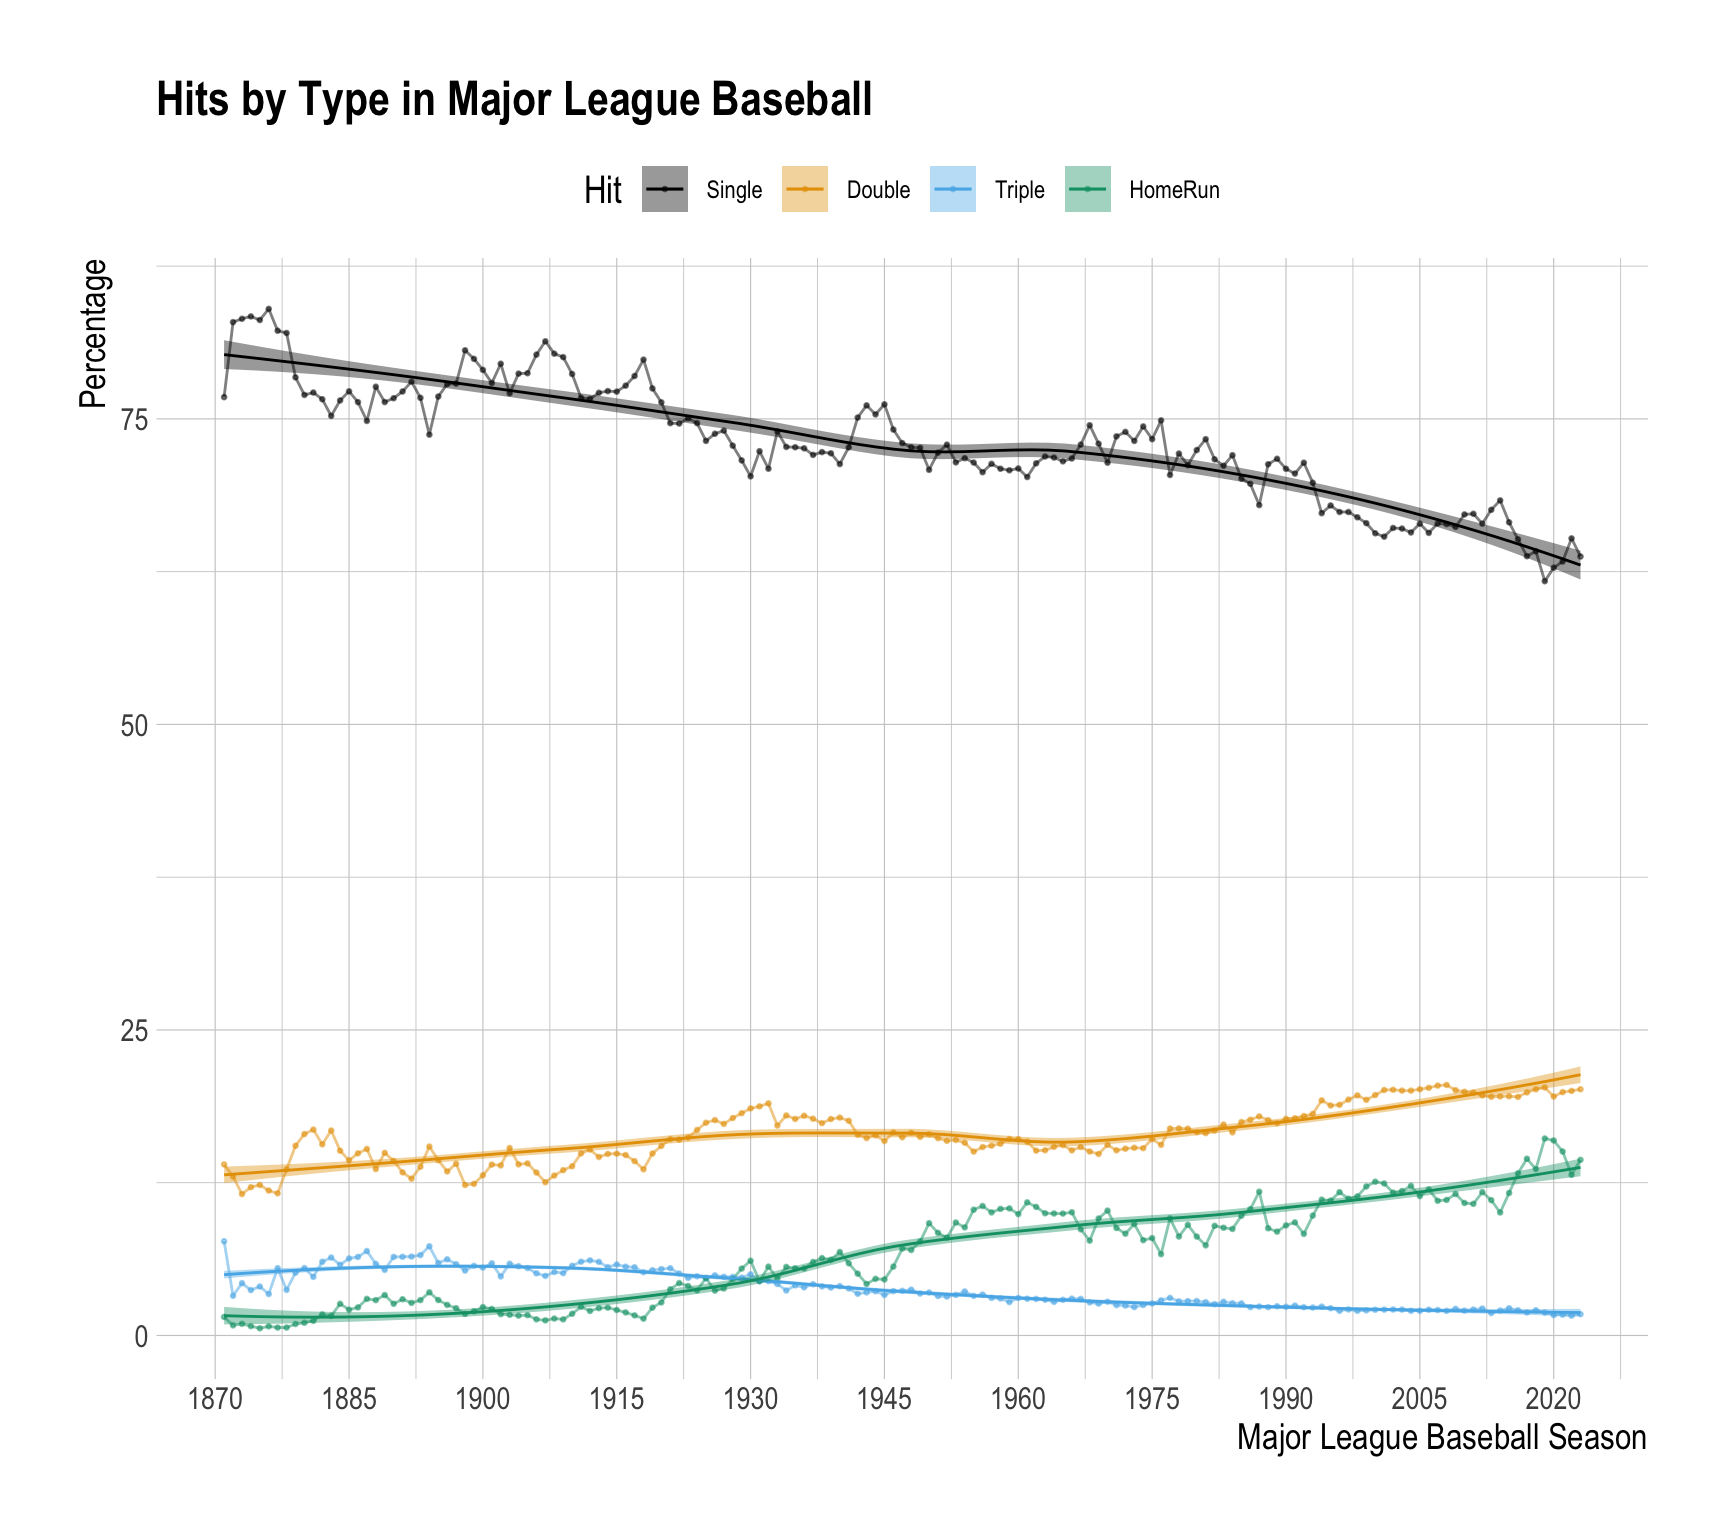 Hits by Type in Major League Baseball
Hit Single Double Triple HomeRun
Percentage
75
50
25
0
1870 1885 1900 1915 1930 1945 1960 1975 1990 2005 2020
Major League Baseball Season